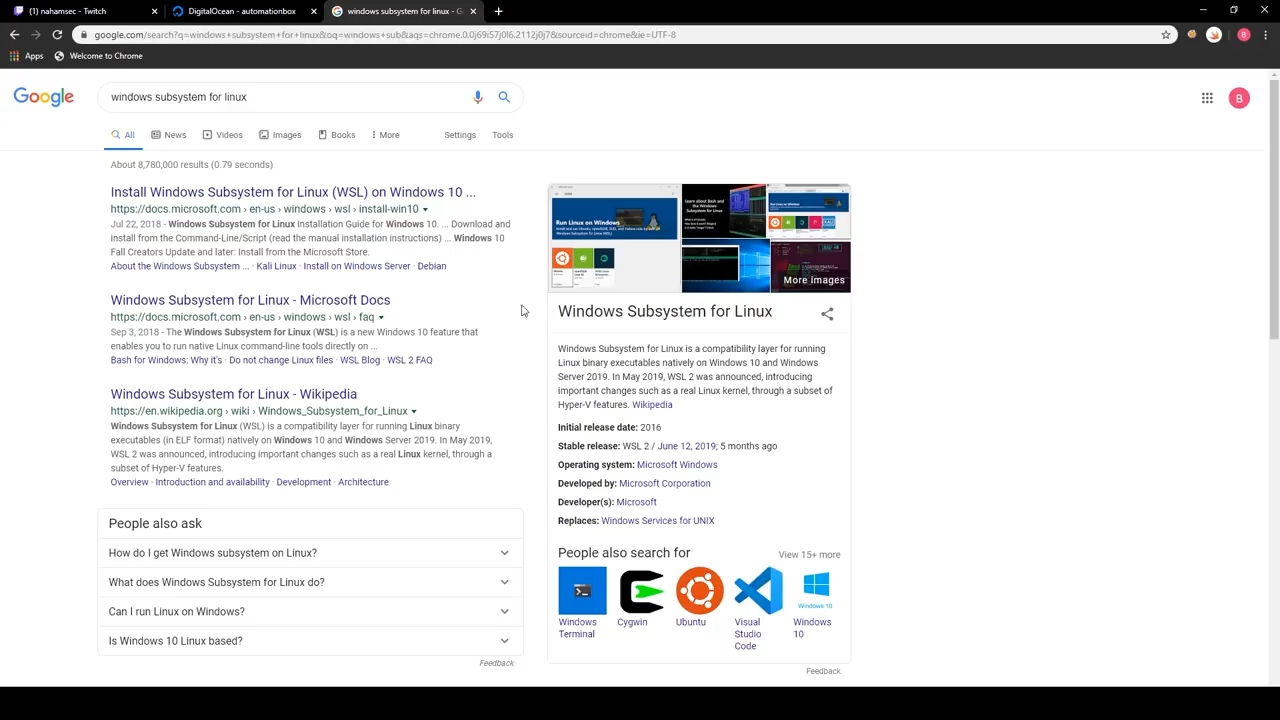 (1) nahamsec - Twitch
DigitalOcean - automationbox
windows subsystem for linux - G
google.com/search?q=windows+subsystem+for+linux&oq=windows+sub&aqs=chrome.0.0j69i57j0l6.2112j0j7&sourceid=chrome&ie=UTF-8
Apps
Welcome to Chrome
Google
windows subsystem for linux
B
All
News
Videos
Images
Books
More
Settings
Tools
About 8,780,000 results (0.79 seconds)
Install Windows Subsystem for Linux (WSL) on Windows 10 ...
https://docs.microsoft.com › en-us › windows › wsl › install-win10
Jul 22, 2018 - Windows Subsystem for Linux Installation Guide for Windows 10. ... Download and
Install from the Command-Line/Script (read the manual installation instructions) ... Windows 10
Fall Creators Update and later: Install from the Microsoft Store.
About the Windows Subsystem ... · Kali Linux · Install on Windows Server · Debian
Windows Subsystem for Linux - Microsoft Docs
https://docs.microsoft.com › en-us › windows › wsl › faq
Sep 3, 2018 - The Windows Subsystem for Linux (WSL) is a new Windows 10 feature that
enables you to run native Linux command-line tools directly on ...
Bash for Windows: Why it's · Do not change Linux files · WSL Blog · WSL 2 FAQ
Windows Subsystem for Linux - Wikipedia
https://en.wikipedia.org › wiki › Windows_Subsystem_for_Linux
Windows Subsystem for Linux (WSL) is a compatibility layer for running Linux binary
executables (in ELF format) natively on Windows 10 and Windows Server 2019. In May 2019,
WSL 2 was announced, introducing important changes such as a real Linux kernel, through a
subset of Hyper-V features.
Overview · Introduction and availability · Development · Architecture
People also ask
How do I get Windows subsystem on Linux?
What does Windows Subsystem for Linux do?
Can I run Linux on Windows?
Is Windows 10 Linux based?
Feedback
Run Linux on Windows
Learn about Bash and
the Windows
Subsystem for Linux
More Images
Windows Subsystem for Linux
Windows Subsystem for Linux is a compatibility layer for running
Linux binary executables natively on Windows 10 and Windows
Server 2019. In May 2019, WSL 2 was announced, introducing
important changes such as a real Linux kernel, through a subset of
Hyper-V features. Wikipedia
Initial release date: 2016
Stable release: WSL 2 / June 12, 2019; 5 months ago
Operating system: Microsoft Windows
Developed by: Microsoft Corporation
Developer(s): Microsoft
Replaces: Windows Services for UNIX
People also search for
View 15+ more
Windows 10
Windows
Terminal
Cygwin
Ubuntu
Visual
Studio
Code
Windows
10
Feedback